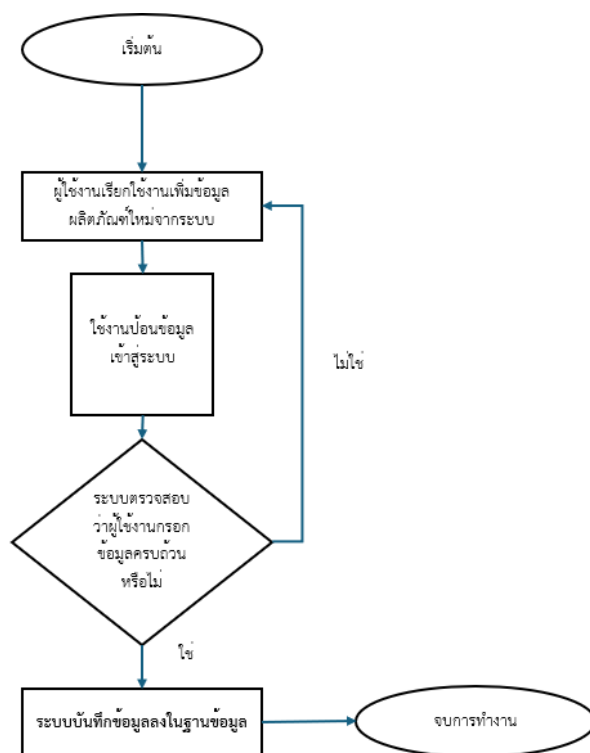 เริ่มต้น
ผู้ใช้งานเรียกใช้งานเพิ่มข้อมูล
ผลิตภัณฑ์ใหม่จากระบบ
ใช้งานป้อนข้อมูล
เข้าสู่ระบบ
ไม่ใช่
ระบบตรวจสอบ
ว่าผู้ใช้งานกรอก
ข้อมูลครบถ้วน
หรือไม่
ใช่
ระบบบันทึกข้อมูลลงในฐานข้อมูล
จบการทำงาน